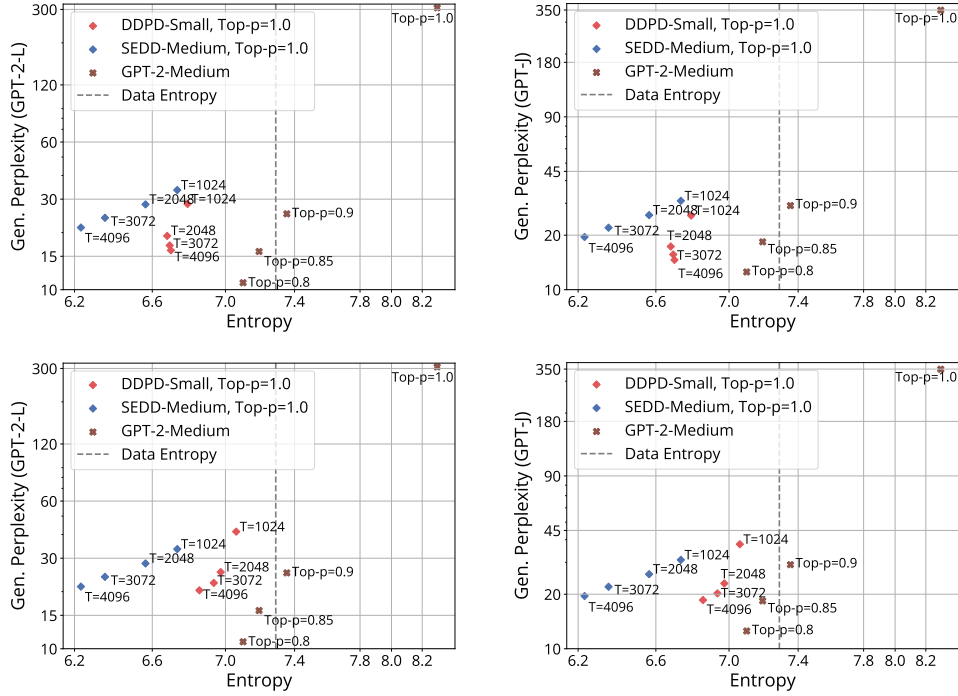 Gen. Perplexity (GPT-2-L)
300
120
60
30
15
10
DDPD-Small, Top-p=1.0
SEDD-Medium, Top-p=1.0
GPT-2-Medium
Data Entropy
Top-p=1.0
T=1024
T=2048
T=1024
T=3072
T=4096
T=2048
T=3072
T=4096
Top-p=0.9
Top-p=0.85
Top-p=0.8
6.2 6.6 7.0 7.4 7.8 8.0 8.2
Entropy
Gen. Perplexity (GPT-J)
350
180
90
45
20
10
DDPD-Small, Top-p=1.0
SEDD-Medium, Top-p=1.0
GPT-2-Medium
Data Entropy
Top-p=1.0
T=1024
T=2048
T=1024
T=3072
T=4096
T=2048
T=3072
T=4096
Top-p=0.9
Top-p=0.85
Top-p=0.8
6.2 6.6 7.0 7.4 7.8 8.0 8.2
Entropy
Gen. Perplexity (GPT-2-L)
300
120
60
30
15
10
DDPD-Small, Top-p=1.0
SEDD-Medium, Top-p=1.0
GPT-2-Medium
Data Entropy
Top-p=1.0
T=1024
T=1024
T=2048
T=3072
T=4096
T=2048
T=3072
T=4096
Top-p=0.9
Top-p=0.85
Top-p=0.8
6.2 6.6 7.0 7.4 7.8 8.0 8.2
Entropy
Gen. Perplexity (GPT-J)
350
180
90
45
20
10
DDPD-Small, Top-p=1.0
SEDD-Medium, Top-p=1.0
GPT-2-Medium
Data Entropy
Top-p=1.0
T=1024
T=1024
T=2048
T=3072
T=4096
T=2048
T=3072
T=4096
Top-p=0.9
Top-p=0.85
Top-p=0.8
6.2 6.6 7.0 7.4 7.8 8.0 8.2
Entropy